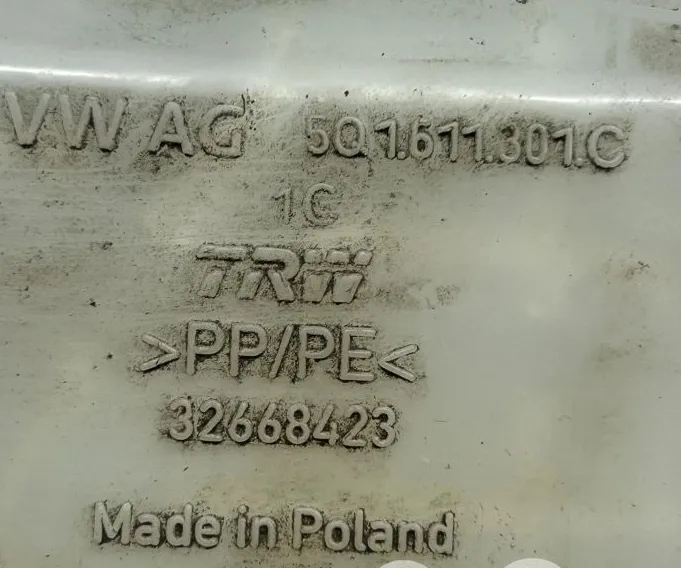 VW AG 5Q1.611.301.C
1C
TRW
>PP/PE<
32668423
Made in Poland